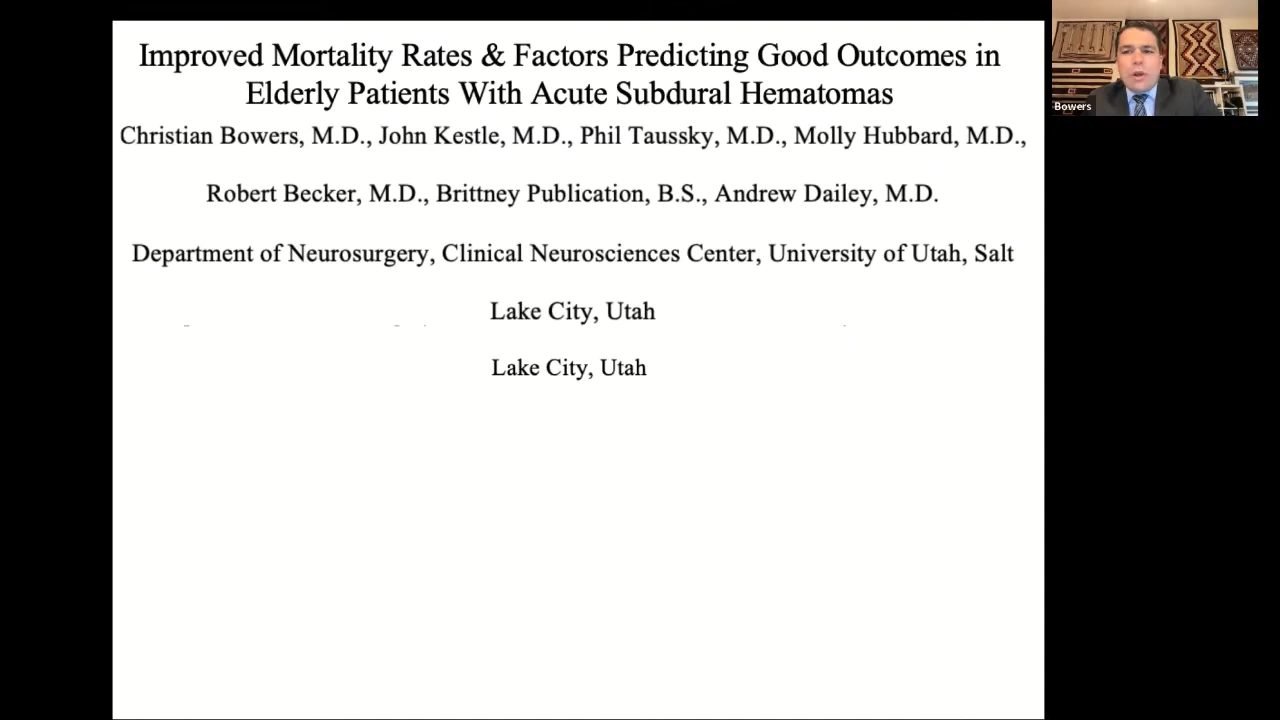 Improved Mortality Rates & Factors Predicting Good Outcomes in
Elderly Patients With Acute Subdural Hematomas
Christian Bowers, M.D., John Kestle, M.D., Phil Taussky, M.D., Molly Hubbard, M.D.,
Robert Becker, M.D., Brittney Publication, B.S., Andrew Dailey, M.D.
Department of Neurosurgery, Clinical Neurosciences Center, University of Utah, Salt
Lake City, Utah
Lake City, Utah
Bowers